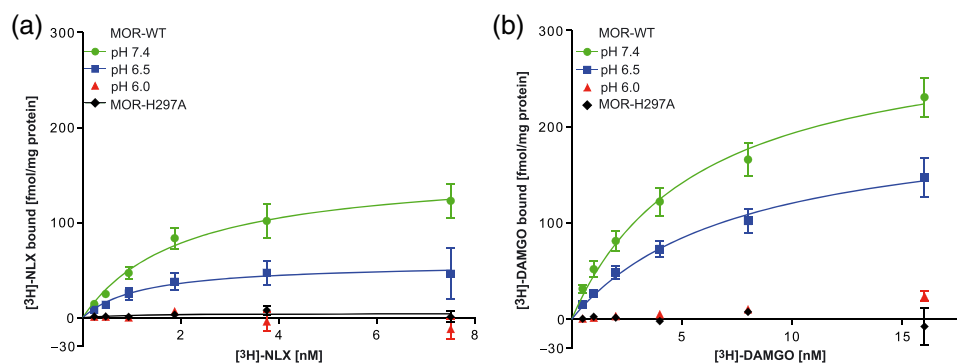 (a)
MOR-WT
pH 7.4
pH 6.5
pH 6.0
MOR-H297A
[³H]-NLX bound [fmol/mg protein]
300
200
100
0
–30
2
4
6
8
[³H]-NLX [nM]
(b)
MOR-WT
pH 7.4
pH 6.5
pH 6.0
MOR-H297A
[³H]-DAMGO bound [fmol/mg protein]
300
200
100
0
–30
5
10
15
[³H]-DAMGO [nM]